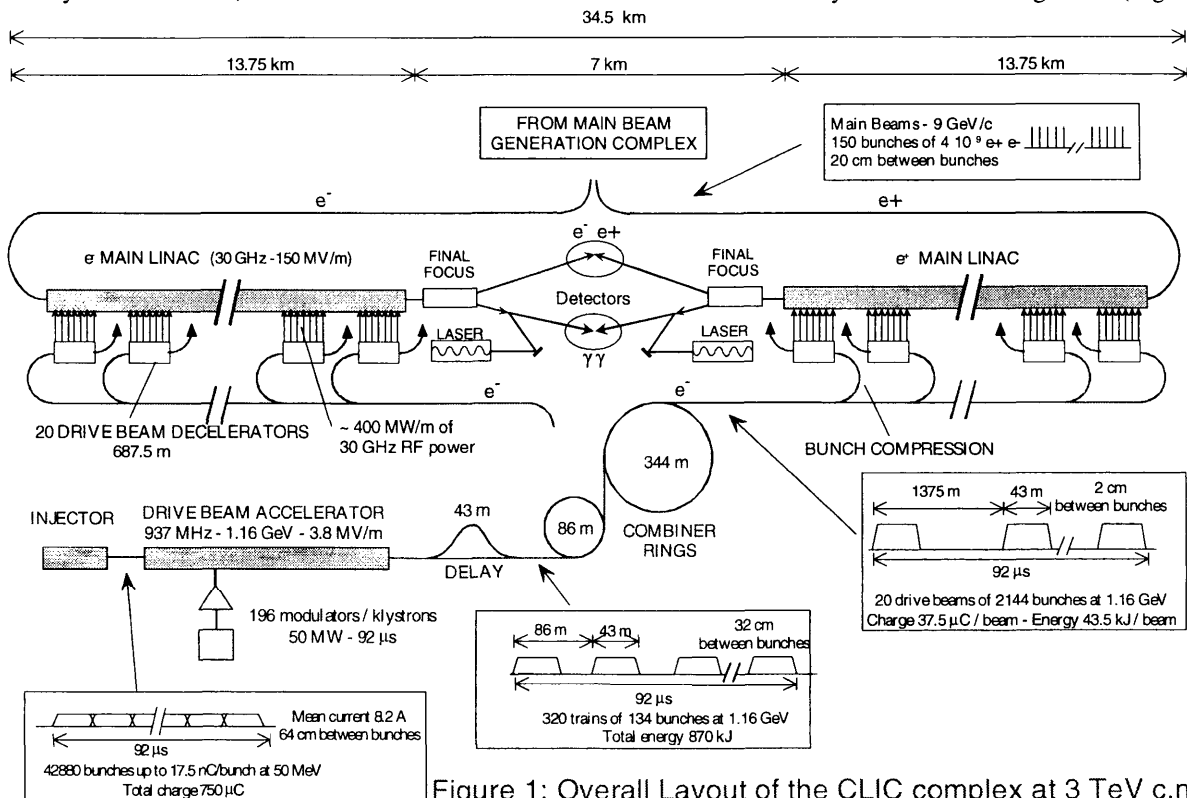 34.5 km
13.75 km 7 km 13.75 km
FROM MAIN BEAM
GENERATION COMPLEX
Main Beams - 9 GeV/c
150 bunches of 4 10 ⁹ e+ e-
20 cm between bunches
e⁻ e+
e⁻ e+
e⁻ MAIN LINAC (30 GHz -150 MV/m)
FINAL
FOCUS
Detectors
FINAL
FOCUS
e⁺ MAIN LINAC
LASER
γγ
LASER
e⁻ e⁻
20 DRIVE BEAM DECELERATORS
687.5 m
~ 400 MW/m of
30 GHz RF power
BUNCH COMPRESSION
344 m
86 m
COMBINER
RINGS
INJECTOR
DRIVE BEAM ACCELERATOR
937 MHz - 1.16 GeV - 3.8 MV/m
43 m
DELAY
196 modulators / klystrons
50 MW - 92 µs
1375 m 43 m 2 cm
between bunches
92 µs
20 drive beams of 2144 bunches at 1.16 GeV
Charge 37.5 µC / beam - Energy 43.5 kJ / beam
86 m 43 m 32 cm
between bunches
92 µs
320 trains of 134 bunches at 1.16 GeV
Total energy 870 kJ
Mean current 8.2 A
64 cm between bunches
92 µs
42880 bunches up to 17.5 nC/bunch at 50 MeV
Total charge 750 µC
Figure 1: Overall Layout of the CLIC complex at 3 TeV c.m